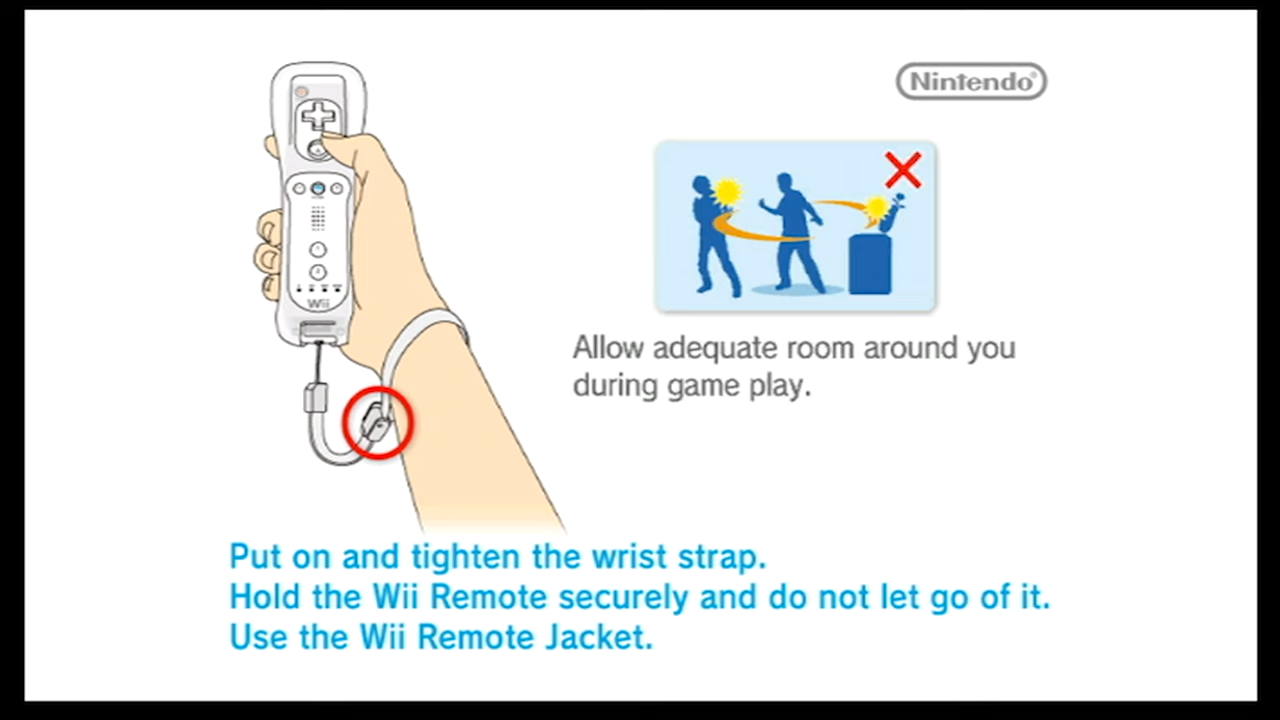 Nintendo®
Wii
Allow adequate room around you
during game play.
Put on and tighten the wrist strap.
Hold the Wii Remote securely and do not let go of it.
Use the Wii Remote Jacket.